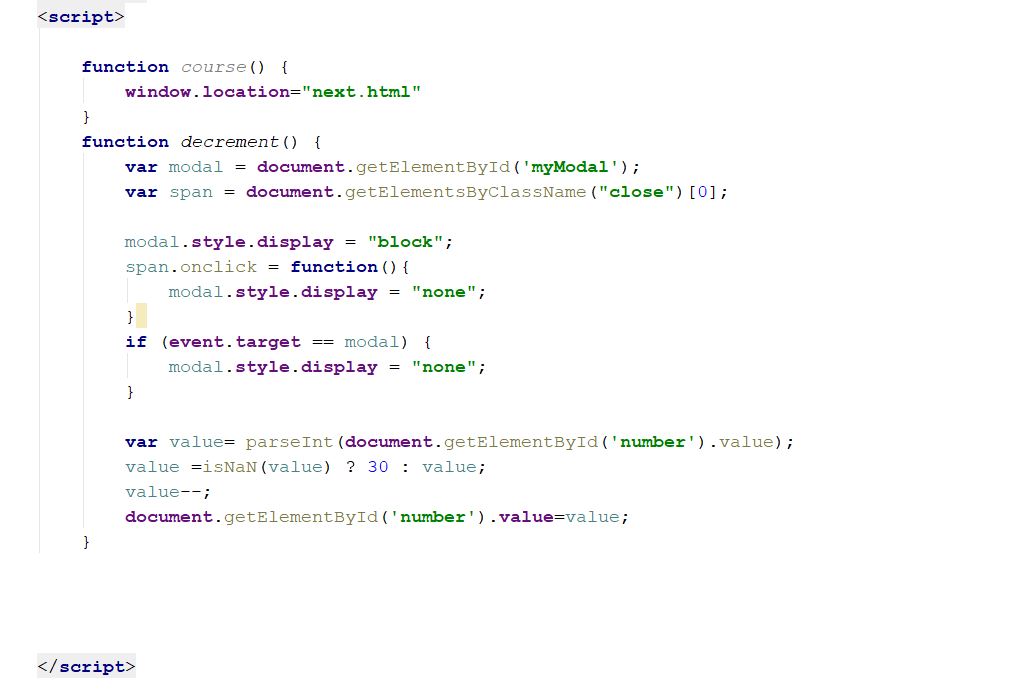 <script>
function course() {
window.location="next.html"
}
function decrement() {
var modal = document.getElementById('myModal');
var span = document.getElementsByClassName("close")[0];
modal.style.display = "block";
span.onclick = function(){
modal.style.display = "none";
}
if (event.target == modal) {
modal.style.display = "none";
}
var value= parseInt(document.getElementById('number').value);
value =isNaN(value) ? 30 : value;
value--;
document.getElementById('number').value=value;
}
</script>